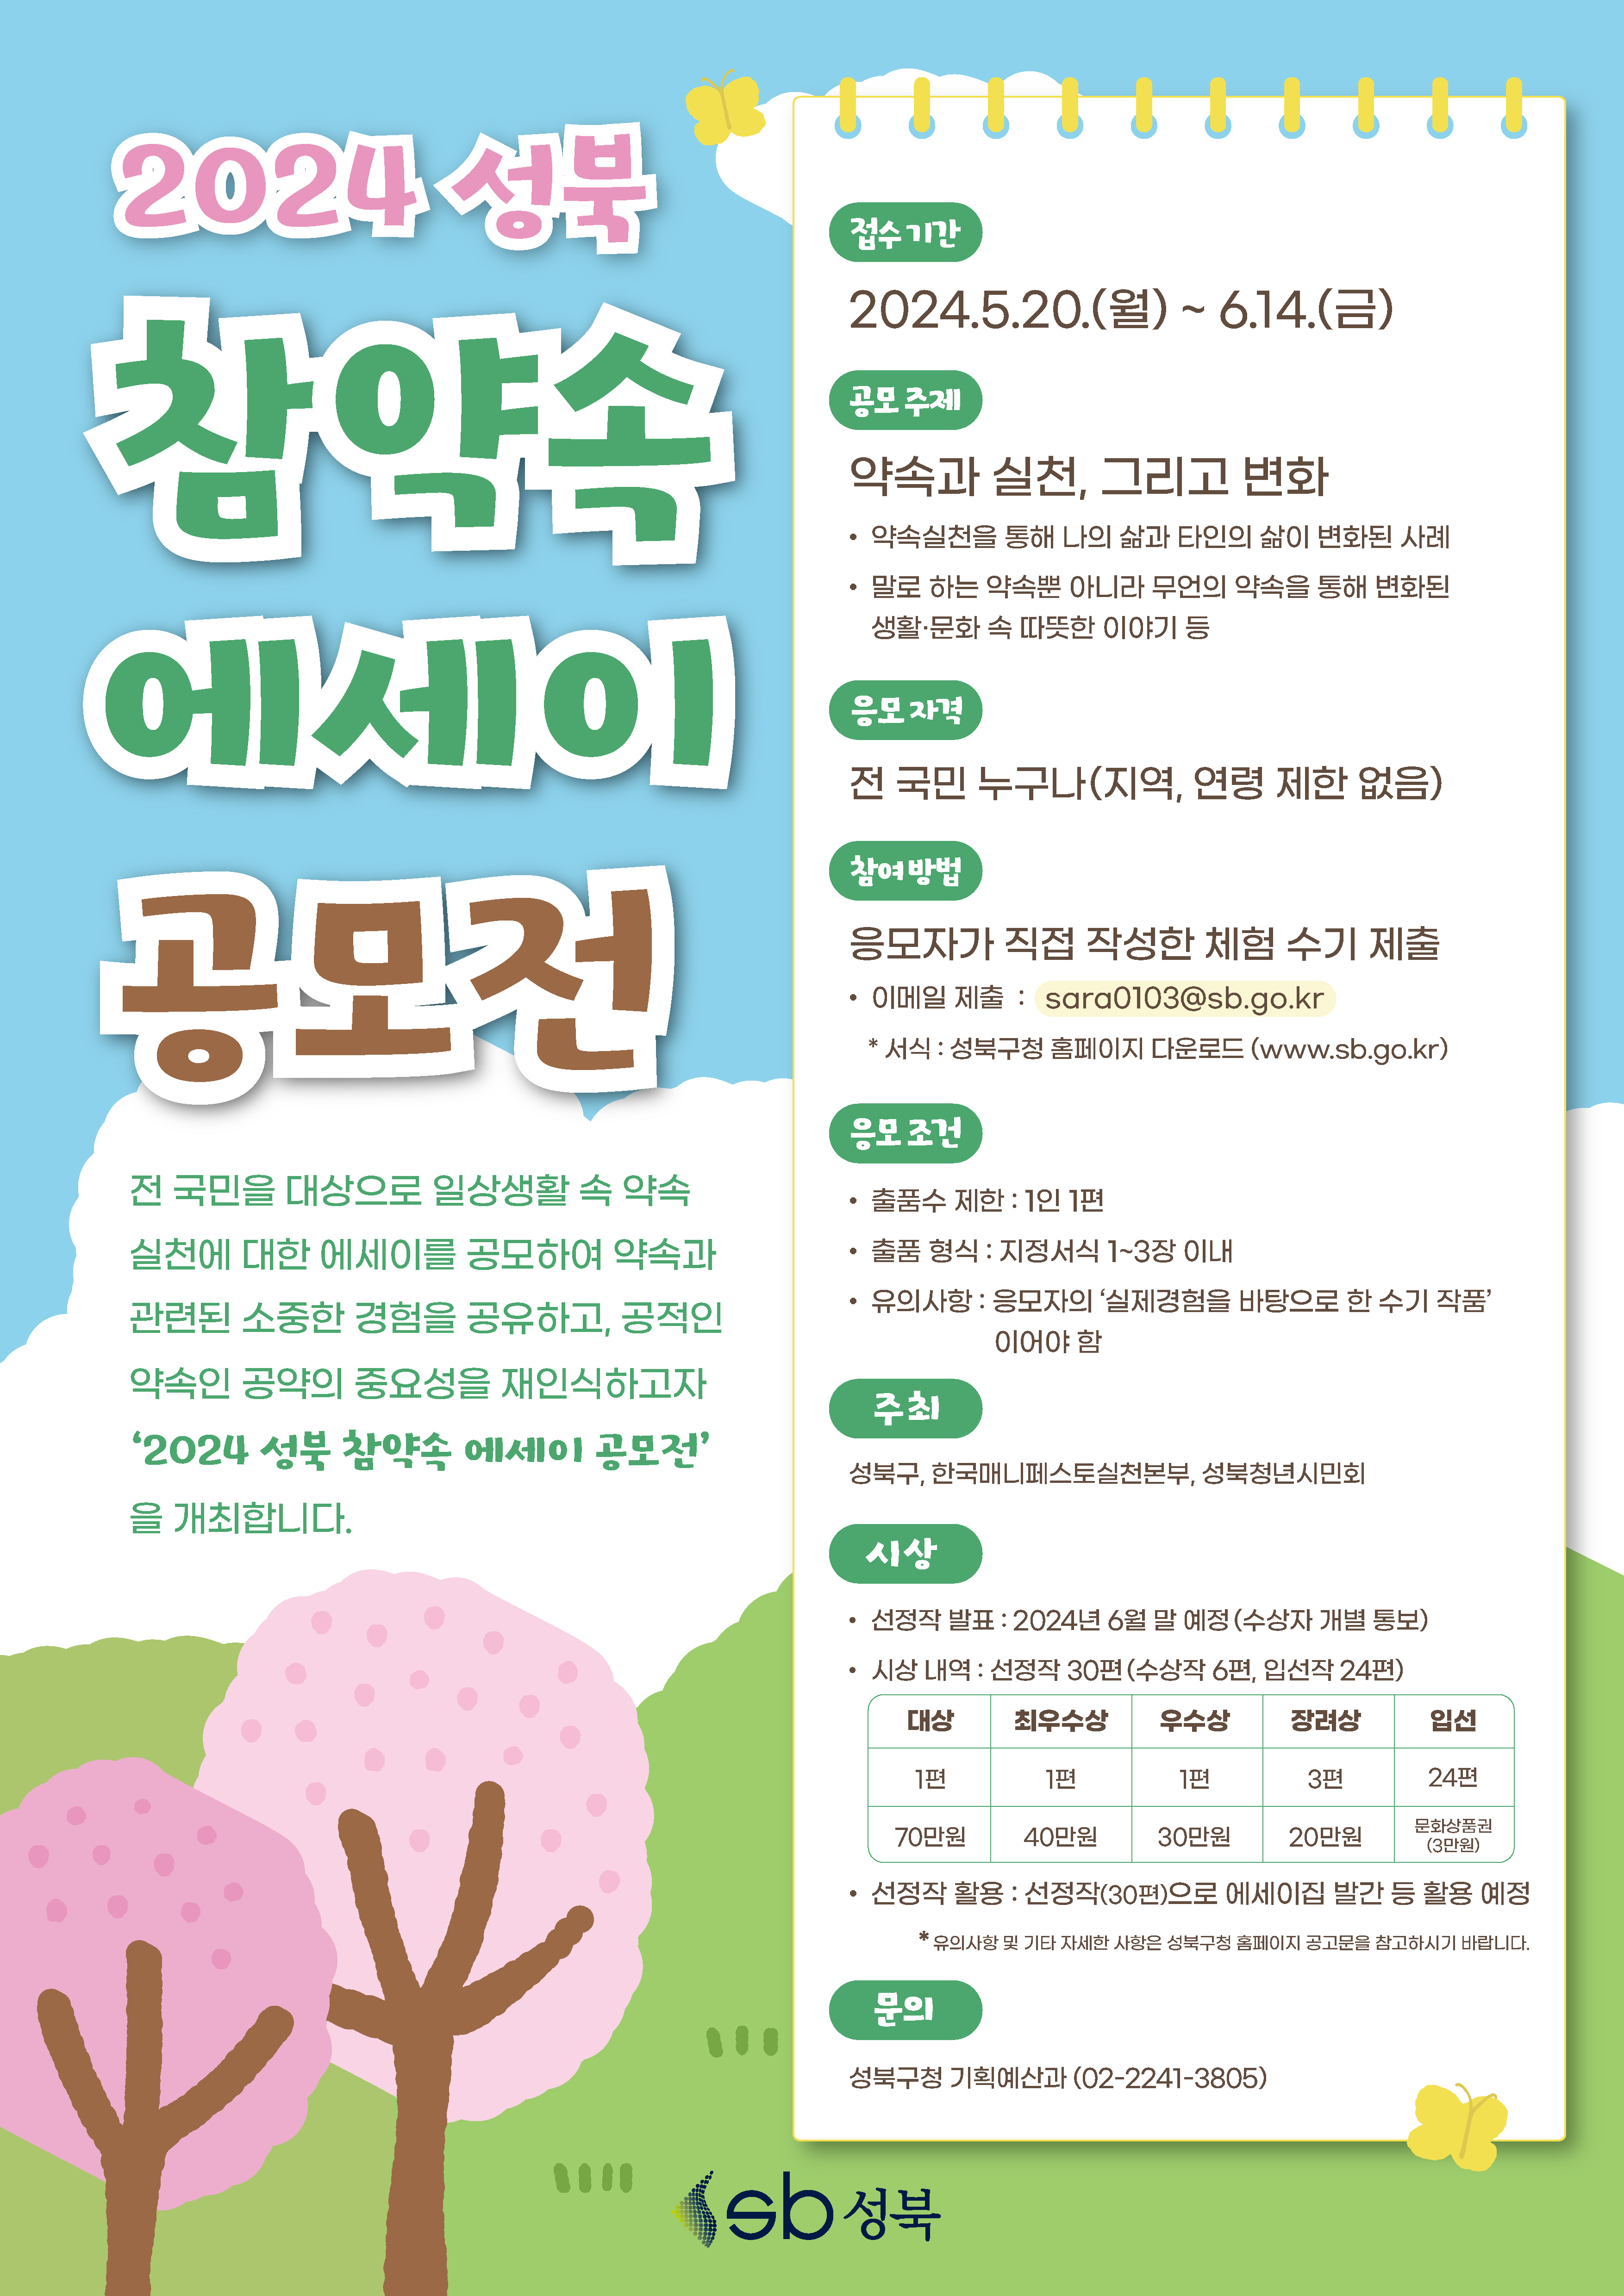 2024 성북
참약속
에세이
공모전
전 국민을 대상으로 일상생활 속 약속
실천에 대한 에세이를 공모하여 약속과
관련된 소중한 경험을 공유하고, 공적인
약속인 공약의 중요성을 재인식하고자
‘2024 성북 참약속 에세이 공모전’
을 개최합니다.
접수 기간
2024.5.20.(월) ~ 6.14.(금)
공모 주제
약속과 실천, 그리고 변화
• 약속실천을 통해 나의 삶과 타인의 삶이 변화된 사례
• 말로 하는 약속뿐 아니라 무언의 약속을 통해 변화된
생활·문화 속 따뜻한 이야기 등
응모 자격
전 국민 누구나(지역, 연령 제한 없음)
참여 방법
응모자가 직접 작성한 체험 수기 제출
• 이메일 제출 : sara0103@sb.go.kr
* 서식 : 성북구청 홈페이지 다운로드 (www.sb.go.kr)
응모 조건
• 출품수 제한 : 1인 1편
• 출품 형식 : 지정서식 1~3장 이내
• 유의사항 : 응모자의 ‘실제경험을 바탕으로 한 수기 작품’
이어야 함
주최
성북구, 한국매니페스토실천본부, 성북청년시민회
시상
• 선정작 발표 : 2024년 6월 말 예정 (수상자 개별 통보)
• 시상 내역 : 선정작 30편 (수상작 6편, 입선작 24편)
대상 최우수상 우수상 장려상 입선
1편 1편 1편 3편 24편
70만원 40만원 30만원 20만원 문화상품권
(3만원)
• 선정작 활용 : 선정작(30편)으로 에세이집 발간 등 활용 예정
* 유의사항 및 기타 자세한 사항은 성북구청 홈페이지 공고문을 참고하시기 바랍니다.
문의
성북구청 기획예산과 (02-2241-3805)
sb 성북